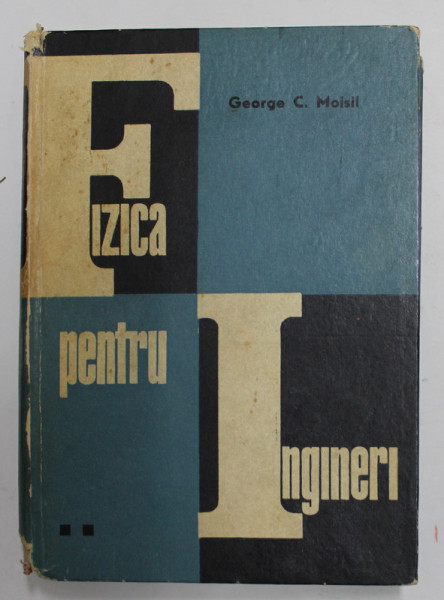 George C. Moisil
Fizica
pentru
Ingineri